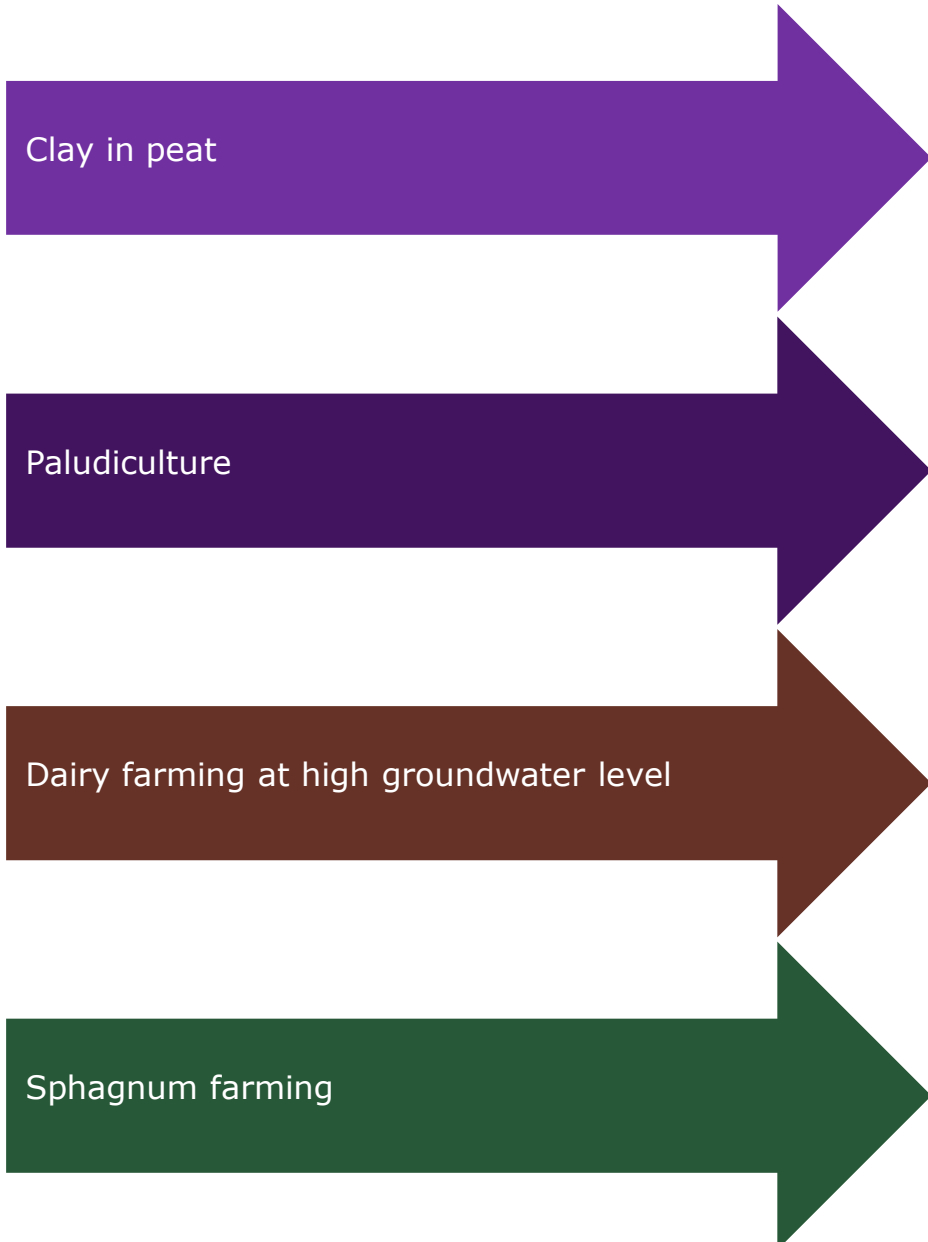 Clay in peat
Paludiculture
Dairy farming at high groundwater level
Sphagnum farming